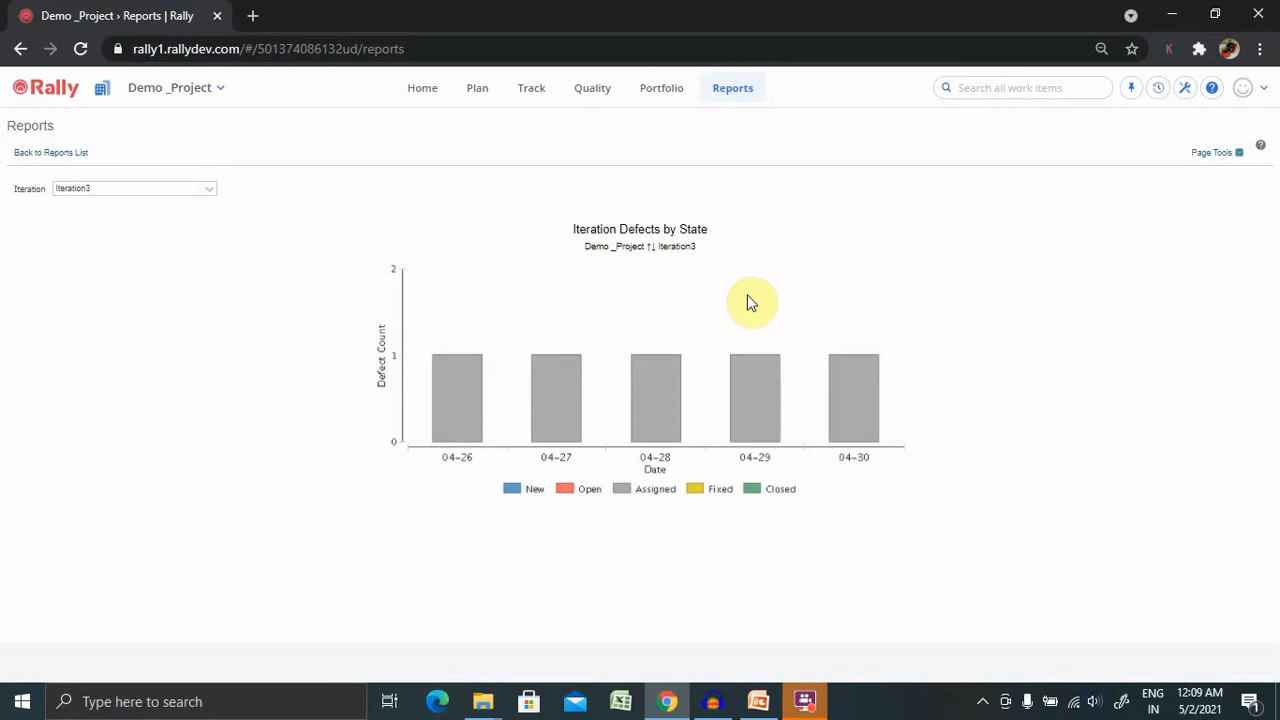 Demo _Project › Reports | Rally
rally1.rallydev.com/#/501374086132ud/reports
K
Rally
Demo _Project
Home
Plan
Track
Quality
Portfolio
Reports
Search all work items
Reports
Back to Reports List
Page Tools
Iteration
Iteration3
Iteration Defects by State
Demo _Project ↑↓ Iteration3
2
1
0
Defect Count
04-26
04-27
04-28
04-29
04-30
Date
New
Open
Assigned
Fixed
Closed
Type here to search
ENG
IN
12:09 AM
5/2/2021
1